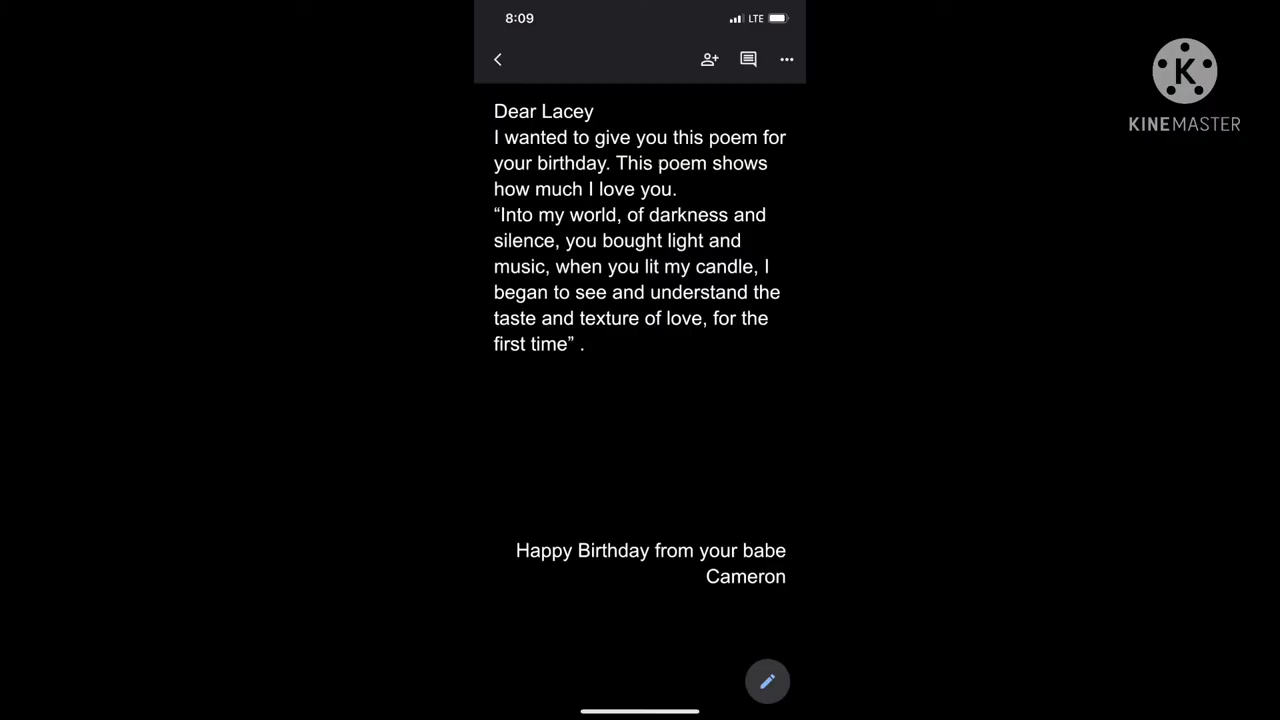 8:09
LTE
K
KINEMASTER
Dear Lacey
I wanted to give you this poem for
your birthday. This poem shows
how much I love you.
“Into my world, of darkness and
silence, you bought light and
music, when you lit my candle, I
began to see and understand the
taste and texture of love, for the
first time” .
Happy Birthday from your babe
Cameron